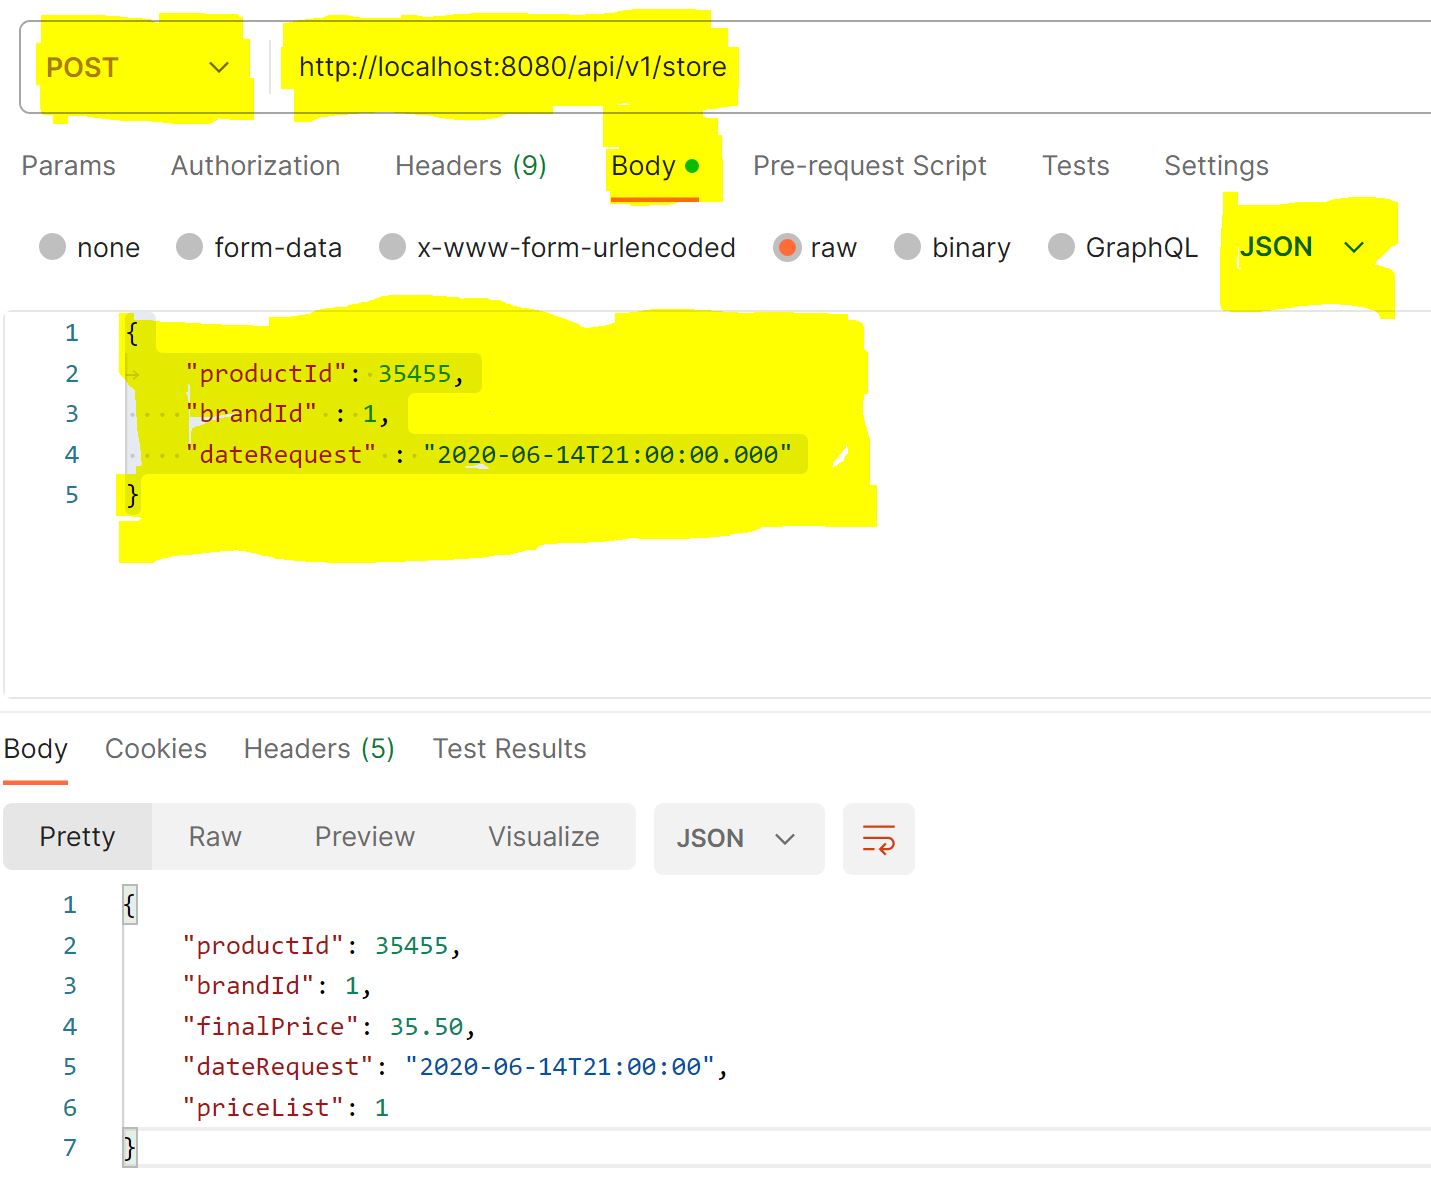 POST http://localhost:8080/api/v1/store
Params Authorization Headers (9) Body Pre-request Script Tests Settings
none form-data x-www-form-urlencoded raw binary GraphQL JSON
1 {
2 "productId": 35455,
3 "brandId" : 1,
4 "dateRequest" : "2020-06-14T21:00:00.000"
5 }
Body Cookies Headers (5) Test Results
Pretty Raw Preview Visualize JSON
1 {
2 "productId": 35455,
3 "brandId": 1,
4 "finalPrice": 35.50,
5 "dateRequest": "2020-06-14T21:00:00",
6 "priceList": 1
7 }